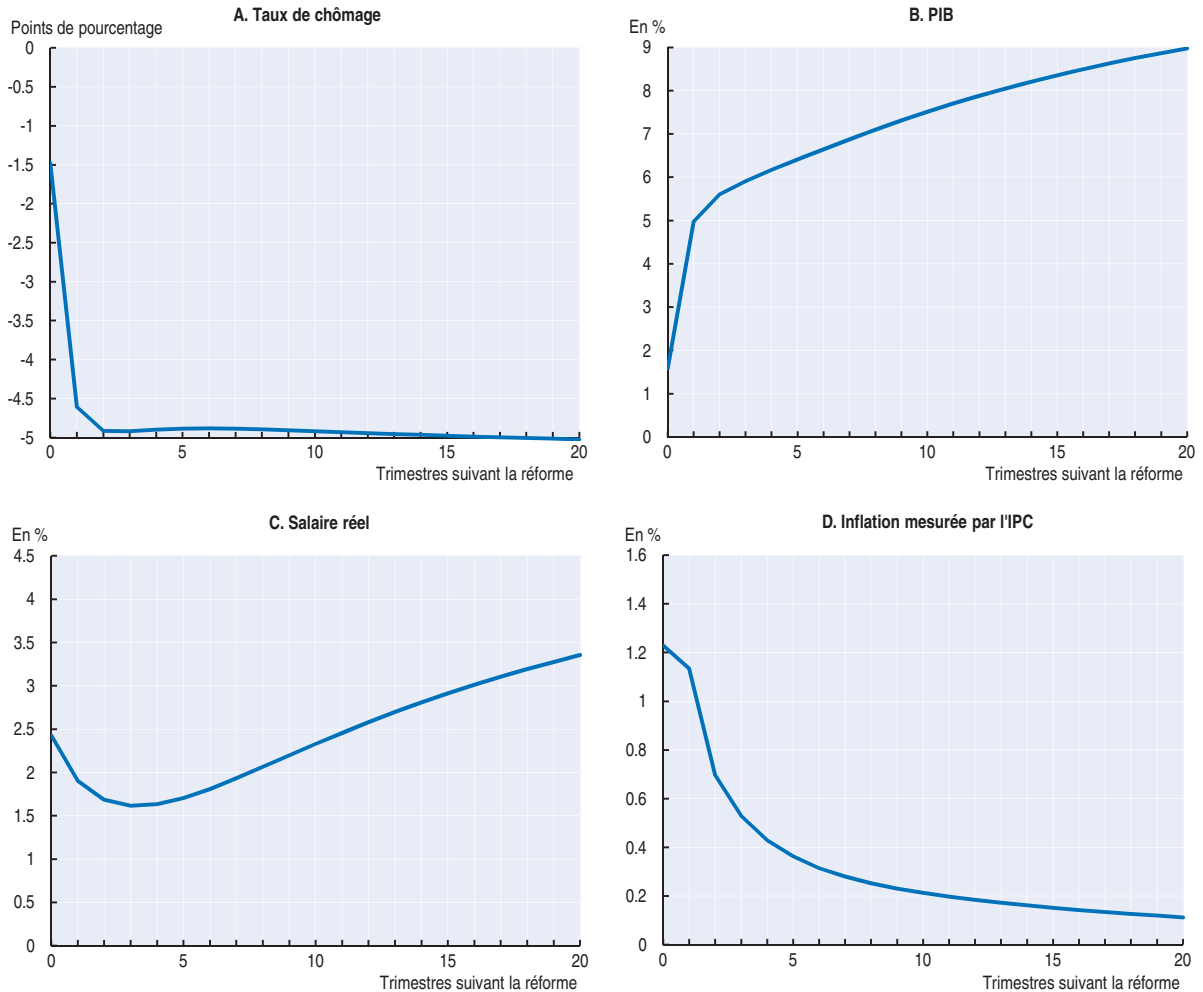 A. Taux de chômage
Points de pourcentage
0
-0.5
-1
-1.5
-2
-2.5
-3
-3.5
-4
-4.5
-5
0 5 10 15 20
Trimestres suivant la réforme
B. PIB
En %
9
8
7
6
5
4
3
2
1
0
0 5 10 15 20
Trimestres suivant la réforme
C. Salaire réel
En %
4.5
4
3.5
3
2.5
2
1.5
1
0.5
0
0 5 10 15 20
Trimestres suivant la réforme
D. Inflation mesurée par l'IPC
En %
1.6
1.4
1.2
1
0.8
0.6
0.4
0.2
0
0 5 10 15 20
Trimestres suivant la réforme